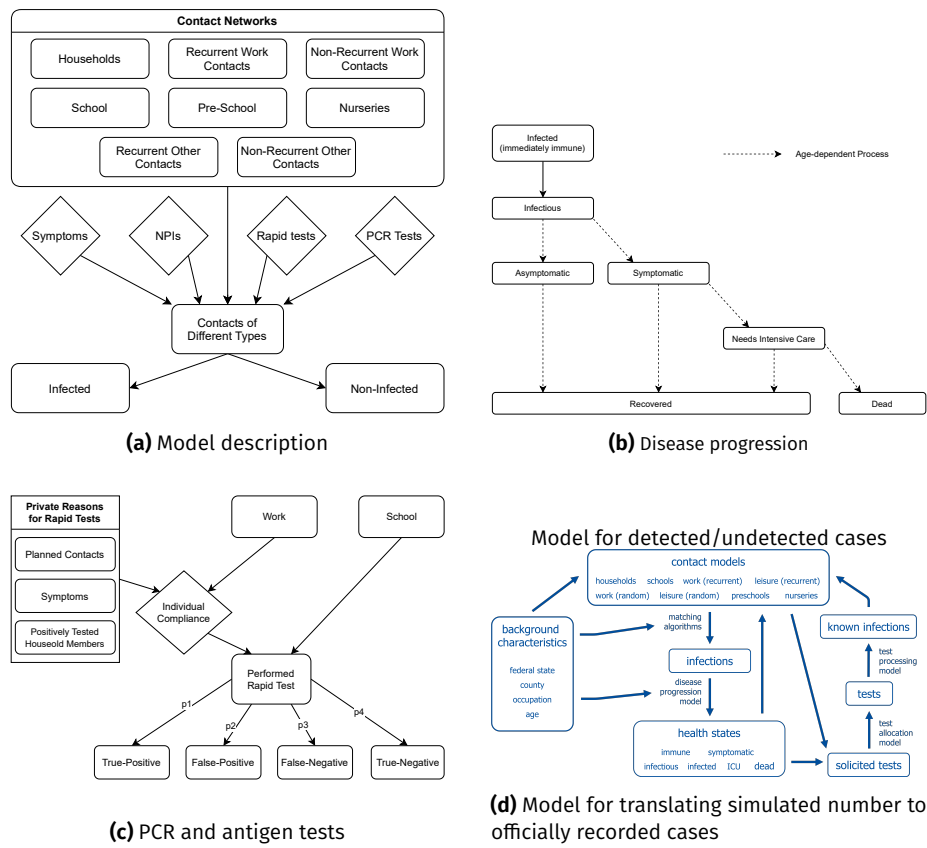 Contact Networks
Households
Recurrent Work
Contacts
Non-Recurrent Work
Contacts
School
Pre-School
Nurseries
Recurrent Other
Contacts
Non-Recurrent Other
Contacts
Symptoms
NPIs
Rapid tests
PCR Tests
Contacts of
Different Types
Infected
Non-Infected
(a) Model description
Infected
(immediately immune)
Age-dependent Process
Infectious
Asymptomatic
Symptomatic
Needs Intensive Care
Recovered
Dead
(b) Disease progression
Private Reasons
for Rapid Tests
Planned Contacts
Symptoms
Positively Tested
Houseold Members
Work
School
Individual
Compliance
Performed
Rapid Test
p1
p2
p3
p4
True-Positive
False-Positive
False-Negative
True-Negative
(c) PCR and antigen tests
Model for detected/undetected cases
contact models
households schools work (recurrent) leisure (recurrent)
work (random) leisure (random) preschools nurseries
background
characteristics
federal state
county
occupation
age
matching
algorithms
infections
disease
progression
model
health states
immune symptomatic
infectious infected ICU dead
known infections
test
processing
model
tests
test
allocation
model
solicited tests
(d) Model for translating simulated number to
officially recorded cases